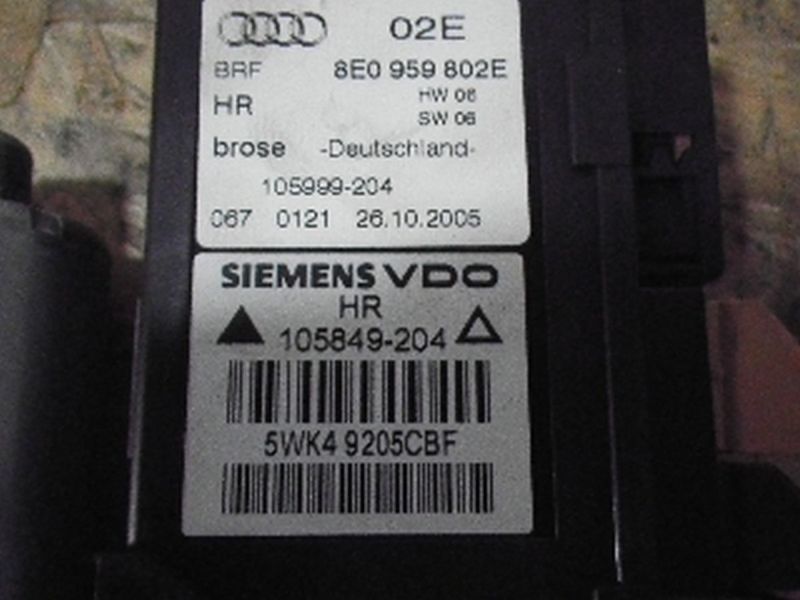 02E
BRF 8E0 959 802E
HR HW 06
SW 06
brose -Deutschland-
105999-204
067 0121 26.10.2005
SIEMENS VDO
HR
105849-204
5WK4 9205CBF